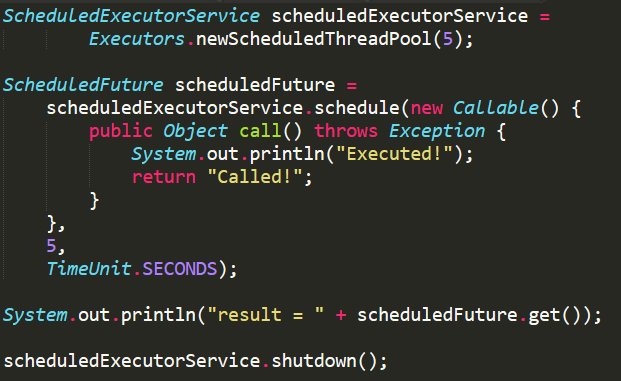 ScheduledExecutorService scheduledExecutorService =
        Executors.newScheduledThreadPool(5);

ScheduledFuture scheduledFuture =
    scheduledExecutorService.schedule(new Callable() {
        public Object call() throws Exception {
            System.out.println("Executed!");
            return "Called!";
        }
    },
    5,
    TimeUnit.SECONDS);

System.out.println("result = " + scheduledFuture.get());

scheduledExecutorService.shutdown();